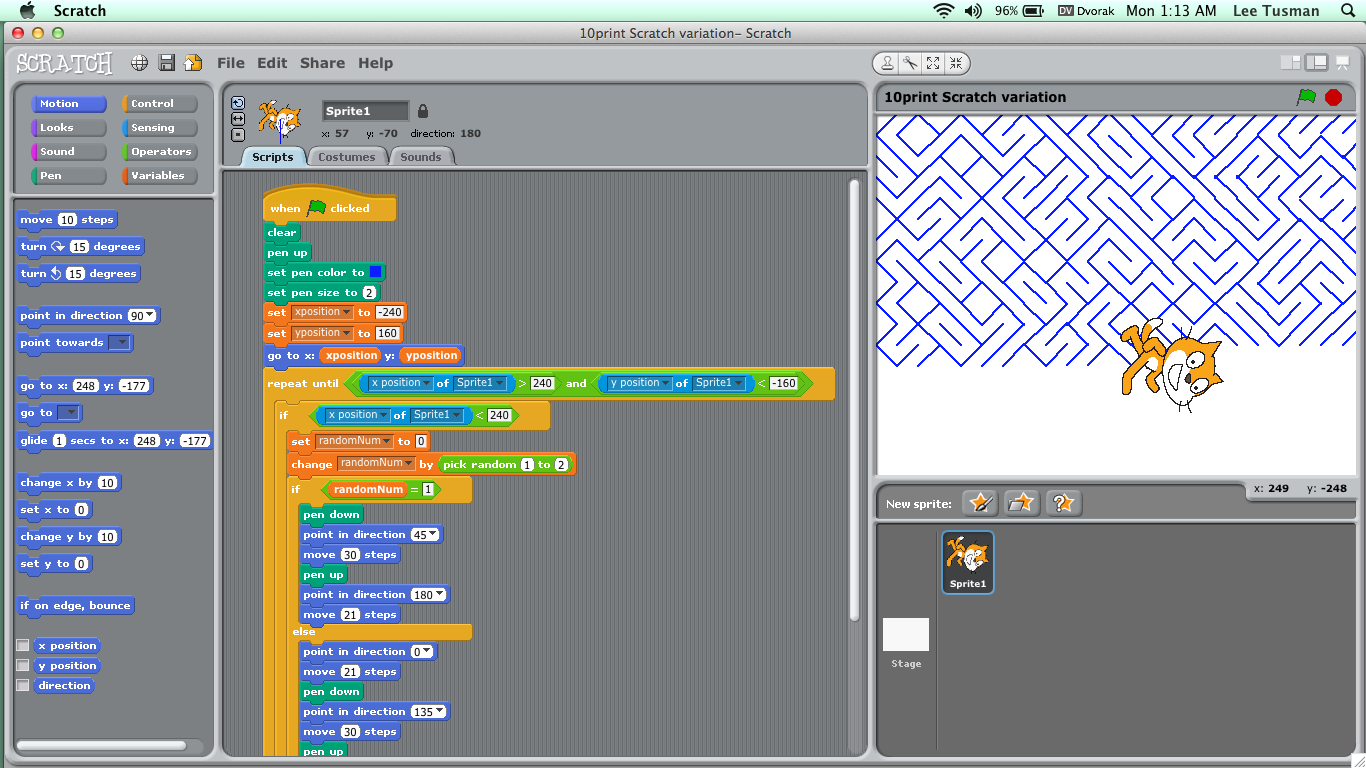 Scratch 96% DV Dvorak Mon 1:13 AM Lee Tusman
10print Scratch variation- Scratch
SCRATCH File Edit Share Help
Motion Control
Looks Sensing
Sound Operators
Pen Variables
move 10 steps
turn 15 degrees
turn 15 degrees
point in direction 90
point towards
go to x: 248 y: -177
go to
glide 1 secs to x: 248 y: -177
change x by 10
set x to 0
change y by 10
set y to 0
if on edge, bounce
x position
y position
direction
Sprite1
x: 57 y: -70 direction: 180
Scripts Costumes Sounds
when clicked
clear
pen up
set pen color to
set pen size to 2
set xposition to -240
set yposition to 160
go to x: xposition y: yposition
repeat until x position of Sprite1 > 240 and y position of Sprite1 < -160
if x position of Sprite1 < 240
set randomNum to 0
change randomNum by pick random 1 to 2
if randomNum = 1
pen down
point in direction 45
move 30 steps
pen up
point in direction 180
move 21 steps
else
point in direction 0
move 21 steps
pen down
point in direction 135
move 30 steps
pen up
10print Scratch variation
x: 249 y: -248
New sprite:
Sprite1
Stage